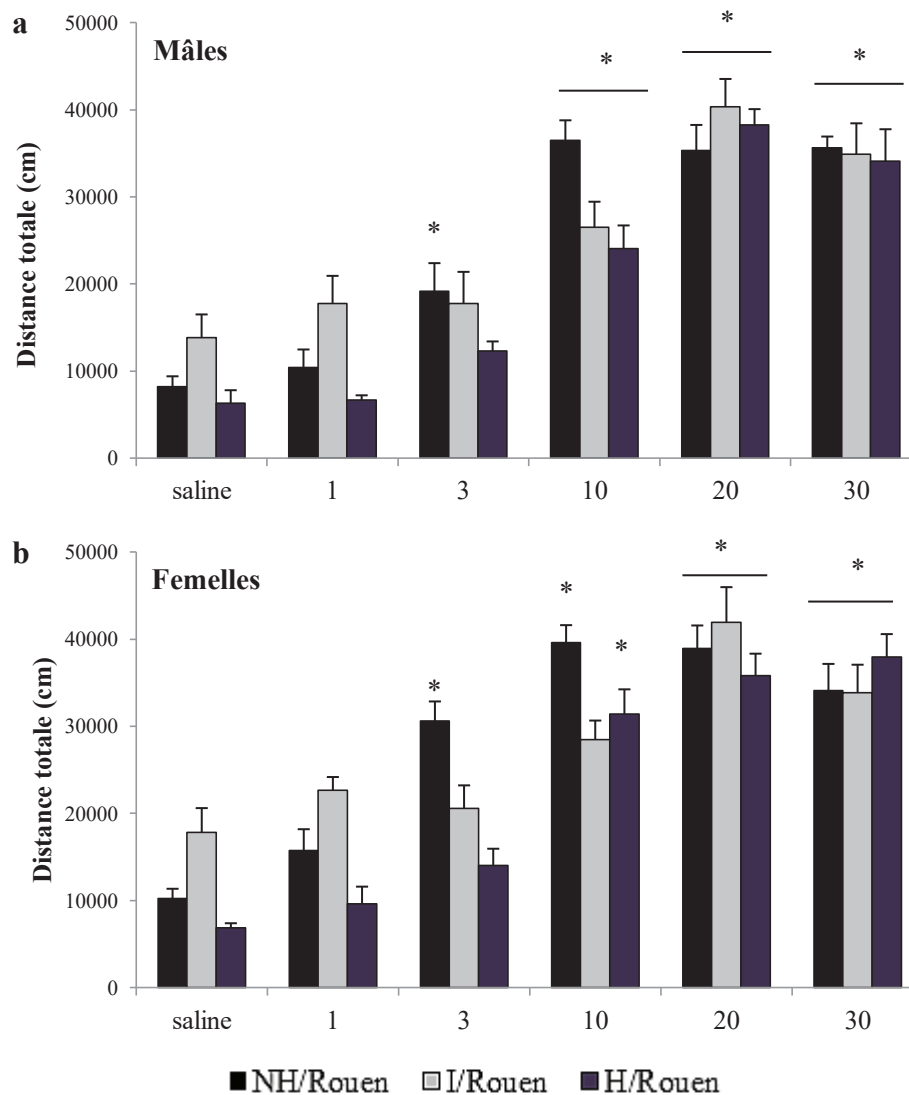 a
Mâles
Distance totale (cm)
50000
40000
30000
20000
10000
0
*
*
*
*
saline 1 3 10 20 30
b
Femelles
Distance totale (cm)
50000
40000
30000
20000
10000
0
*
*
*
*
*
saline 1 3 10 20 30
NH/Rouen I/Rouen H/Rouen